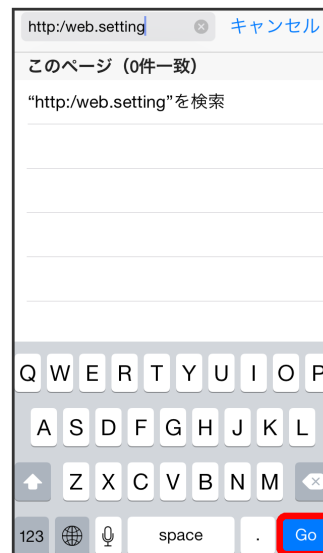 http:/web.setting キャンセル
このページ（0件一致）
“http:/web.setting”を検索
Q W E R T Y U I O P
A S D F G H J K L
Z X C V B N M
123 space . Go